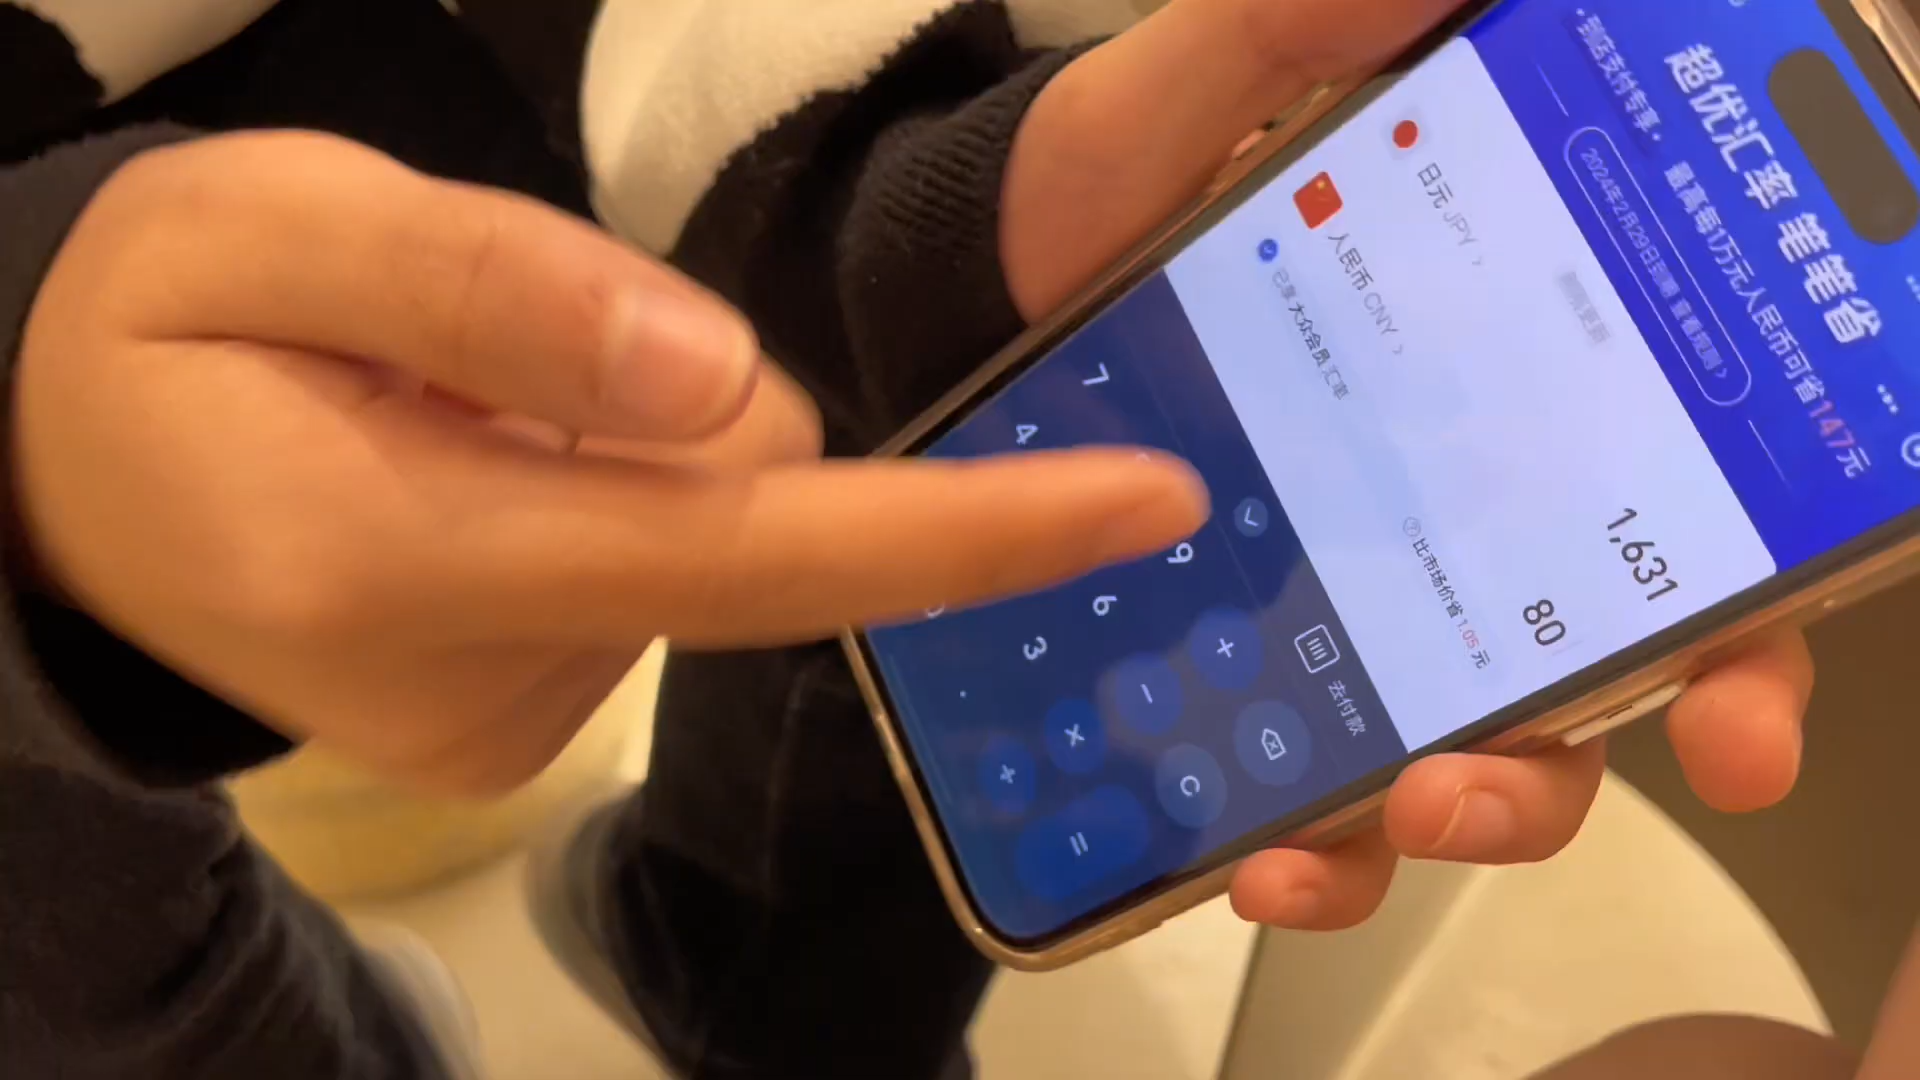 超优汇率 笔笔省
·到店支付专享· 最高每1万元人民币可省147元
2024年2月29日到期 查看规则 >
日元 JPY >
1,631
人民币 CNY >
80
已享 大众会员 汇率
比市场价省 1.05 元
去付款
7
9
+
4
6
-
C
3
×
.
÷
=